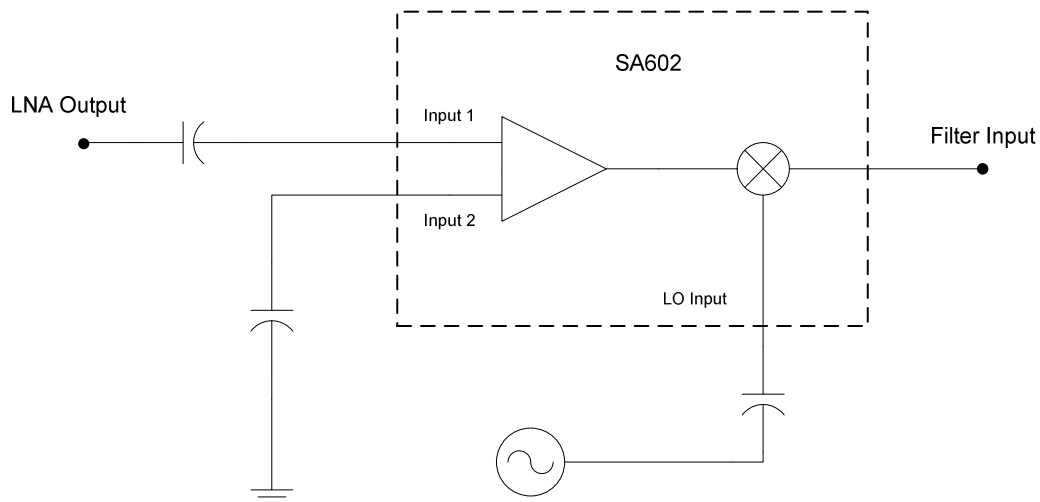 SA602
LNA Output
Input 1
Filter Input
Input 2
LO Input